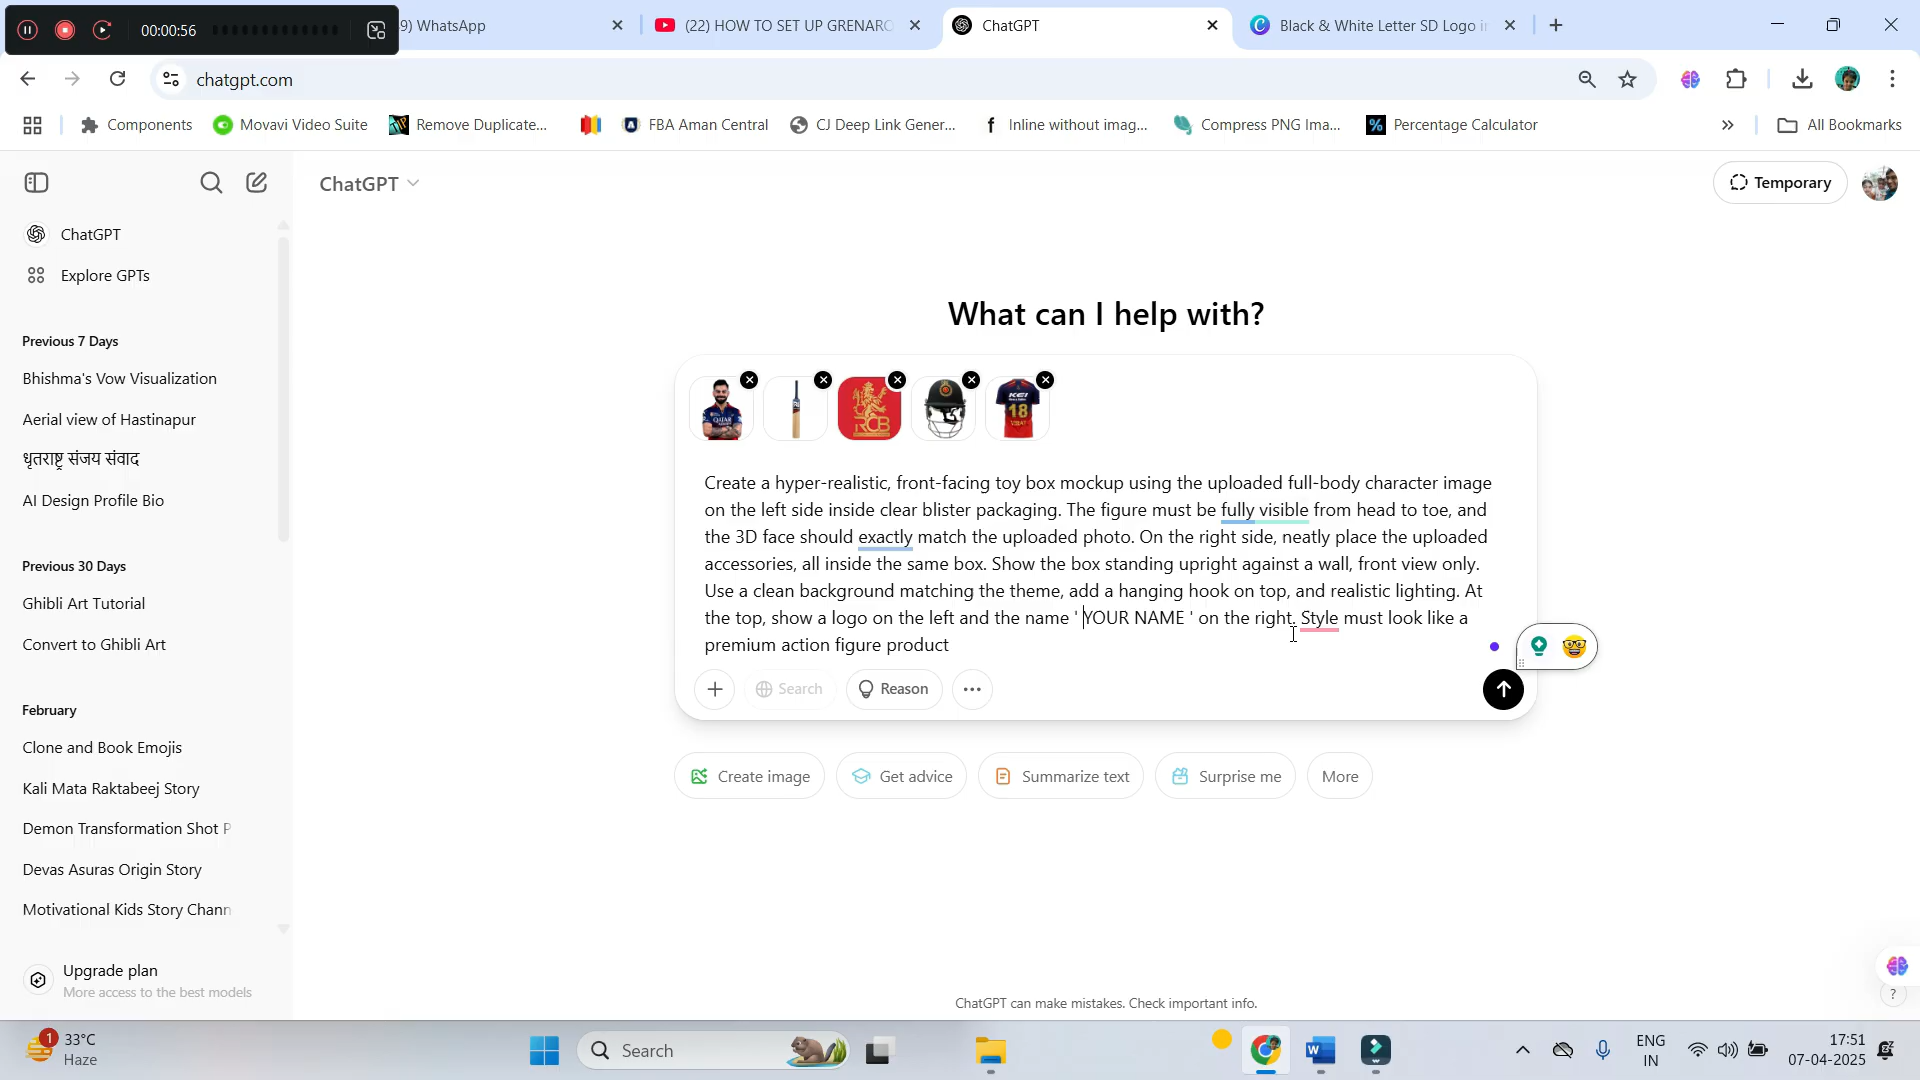 00:00:56
9) WhatsApp
(22) HOW TO SET UP GRENARO
ChatGPT
Black & White Letter SD Logo in
chatgpt.com
Components
Movavi Video Suite
Remove Duplicate...
FBA Aman Central
CJ Deep Link Gener...
Inline without imag...
Compress PNG Ima...
Percentage Calculator
All Bookmarks
ChatGPT
Temporary
ChatGPT
Explore GPTs
Previous 7 Days
Bhishma's Vow Visualization
Aerial view of Hastinapur
धृतराष्ट्र संजय संवाद
AI Design Profile Bio
Previous 30 Days
Ghibli Art Tutorial
Convert to Ghibli Art
February
Clone and Book Emojis
Kali Mata Raktabeej Story
Demon Transformation Shot P
Devas Asuras Origin Story
Motivational Kids Story Chann
Upgrade plan
More access to the best models
What can I help with?
QATAR
RCB
KEI
18
VIRAT
Create a hyper-realistic, front-facing toy box mockup using the uploaded full-body character image
on the left side inside clear blister packaging. The figure must be fully visible from head to toe, and
the 3D face should exactly match the uploaded photo. On the right side, neatly place the uploaded
accessories, all inside the same box. Show the box standing upright against a wall, front view only.
Use a clean background matching the theme, add a hanging hook on top, and realistic lighting. At
the top, show a logo on the left and the name ' YOUR NAME ' on the right. Style must look like a
premium action figure product
Search
Reason
Create image
Get advice
Summarize text
Surprise me
More
ChatGPT can make mistakes. Check important info.
?
1
33°C
Haze
Search
ENG
IN
17:51
07-04-2025